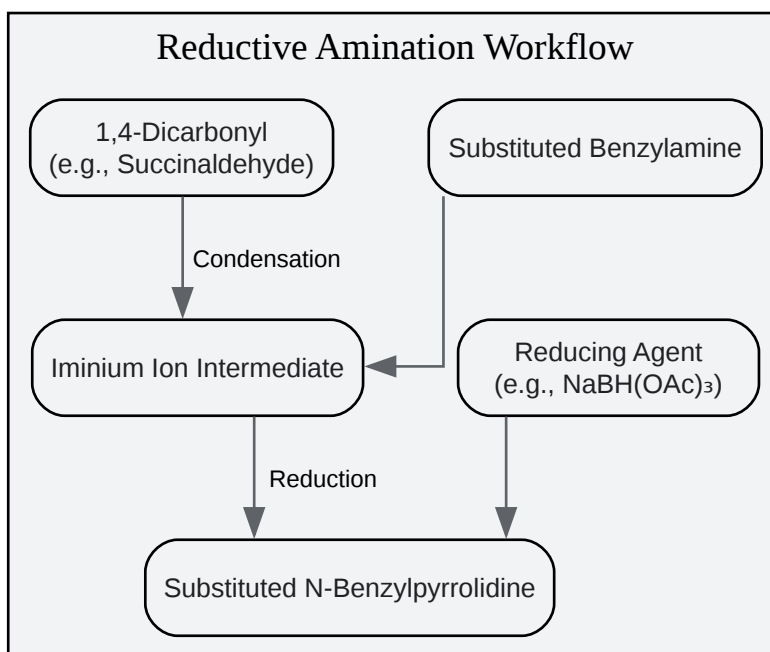 Reductive Amination Workflow
1,4-Dicarbonyl
(e.g., Succinaldehyde)
Substituted Benzylamine
Condensation
Iminium Ion Intermediate
Reducing Agent
(e.g., NaBH(OAc)₃)
Reduction
Substituted N-Benzylpyrrolidine